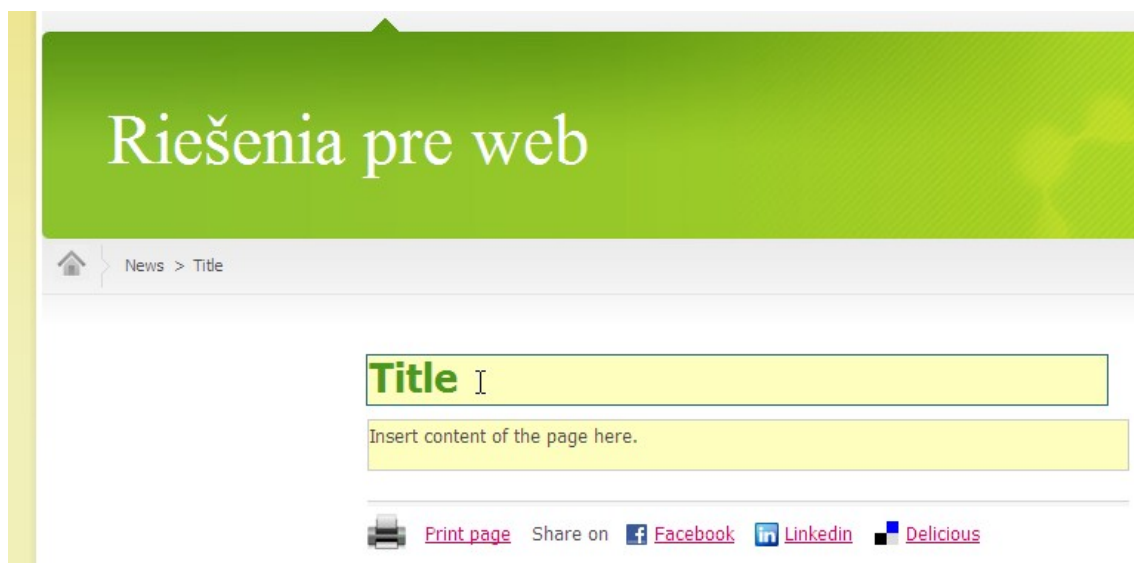 Riešenia pre web
News > Title
Title
Insert content of the page here.
Print page Share on Facebook Linkedin Delicious